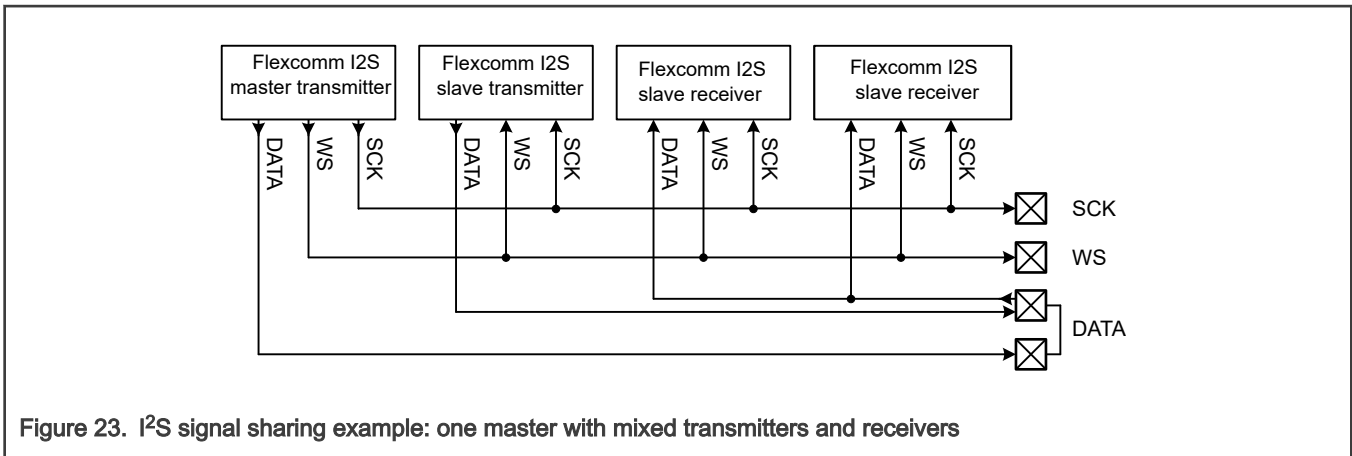 Flexcomm I2S
master transmitter
Flexcomm I2S
slave transmitter
Flexcomm I2S
slave receiver
Flexcomm I2S
slave receiver
DATA
WS
SCK
DATA
WS
SCK
DATA
WS
SCK
DATA
WS
SCK
SCK
WS
DATA
Figure 23. I²S signal sharing example: one master with mixed transmitters and receivers